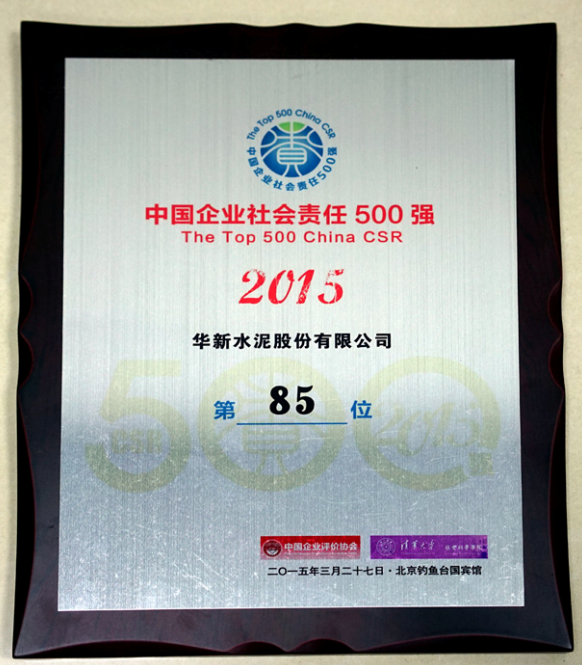 The Top 500 China CSR
中国企业社会责任500强
中国企业社会责任 500 强
The Top 500 China CSR
2015
华新水泥股份有限公司
第 85 位
500
2015
中国企业评价协会 清华大学
二〇一五年三月二十七日·北京钓鱼台国宾馆